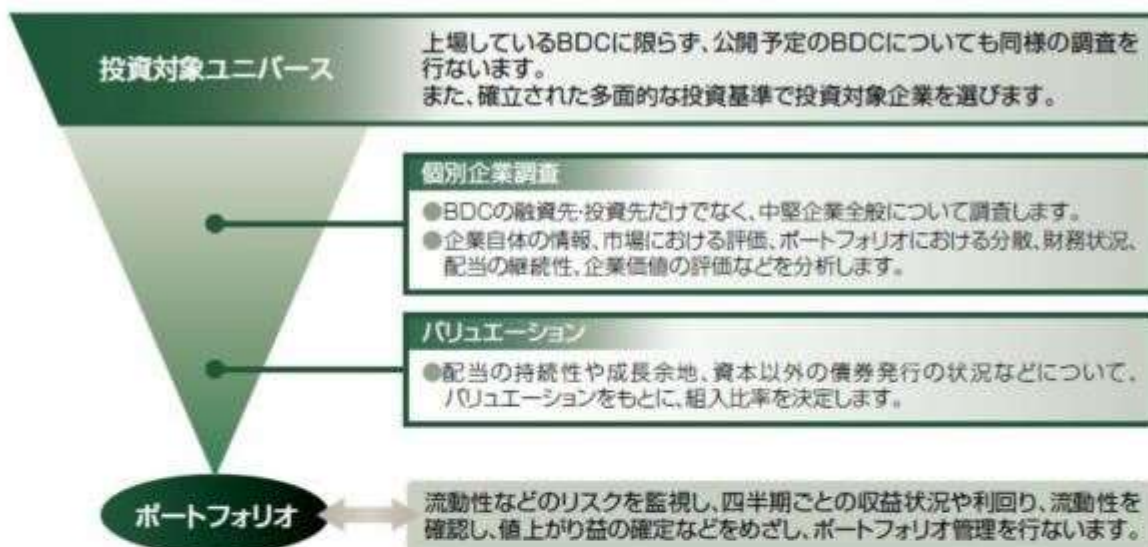 投資対象ユニバース
上場しているBDCに限らず、公開予定のBDCについても同様の調査を
行ないます。
また、確立された多面的な投資基準で投資対象企業を選びます。
個別企業調査
●BDCの融資先・投資先だけでなく、中堅企業全般について調査します。
●企業自体の情報、市場における評価、ポートフォリオにおける分散、財務状況、
配当の継続性、企業価値の評価などを分析します。
バリュエーション
●配当の持続性や成長余地、資本以外の債券発行の状況などについて、
バリュエーションをもとに、組入比率を決定します。
ポートフォリオ
流動性などのリスクを監視し、四半期ごとの収益状況や利回り、流動性を
確認し、値上がり益の確定などをめざし、ポートフォリオ管理を行ないます。